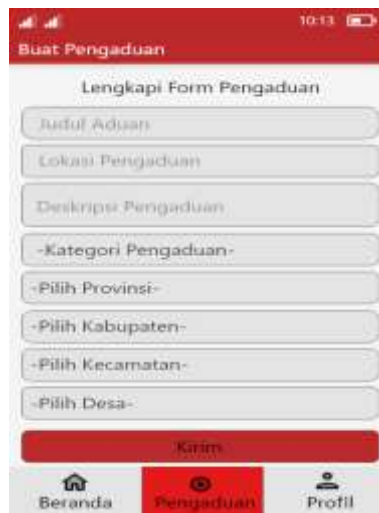 10:13
Buat Pengaduan
Lengkapi Form Pengaduan
Judul Aduan
Lokasi Pengaduan
Deskripsi Pengaduan
-Kategori Pengaduan-
-Pilih Provinsi-
-Pilih Kabupaten-
-Pilih Kecamatan-
-Pilih Desa-
Kirim
Beranda
Pengaduan
Profil